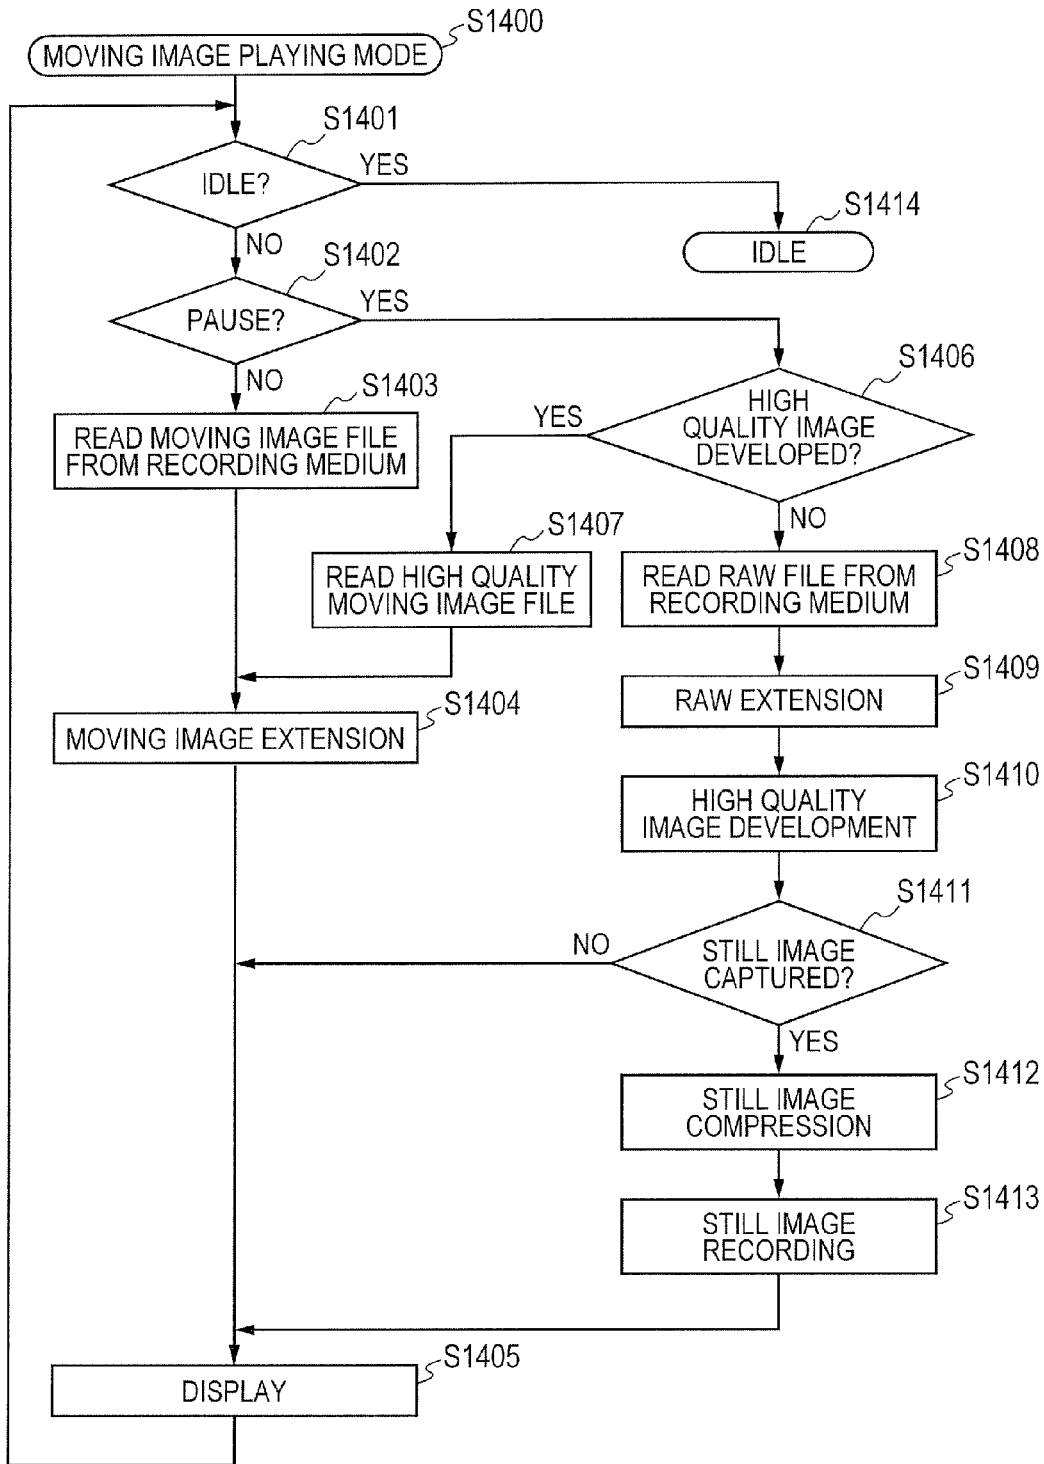 S1400
MOVING IMAGE PLAYING MODE
S1401
IDLE?
YES
S1414
IDLE
NO
S1402
PAUSE?
YES
NO
S1403
READ MOVING IMAGE FILE
FROM RECORDING MEDIUM
S1406
HIGH
QUALITY IMAGE
DEVELOPED?
YES
NO
S1407
READ HIGH QUALITY
MOVING IMAGE FILE
S1408
READ RAW FILE FROM
RECORDING MEDIUM
S1409
RAW EXTENSION
S1404
MOVING IMAGE EXTENSION
S1410
HIGH QUALITY
IMAGE DEVELOPMENT
S1411
STILL IMAGE
CAPTURED?
NO
YES
S1412
STILL IMAGE
COMPRESSION
S1413
STILL IMAGE
RECORDING
S1405
DISPLAY